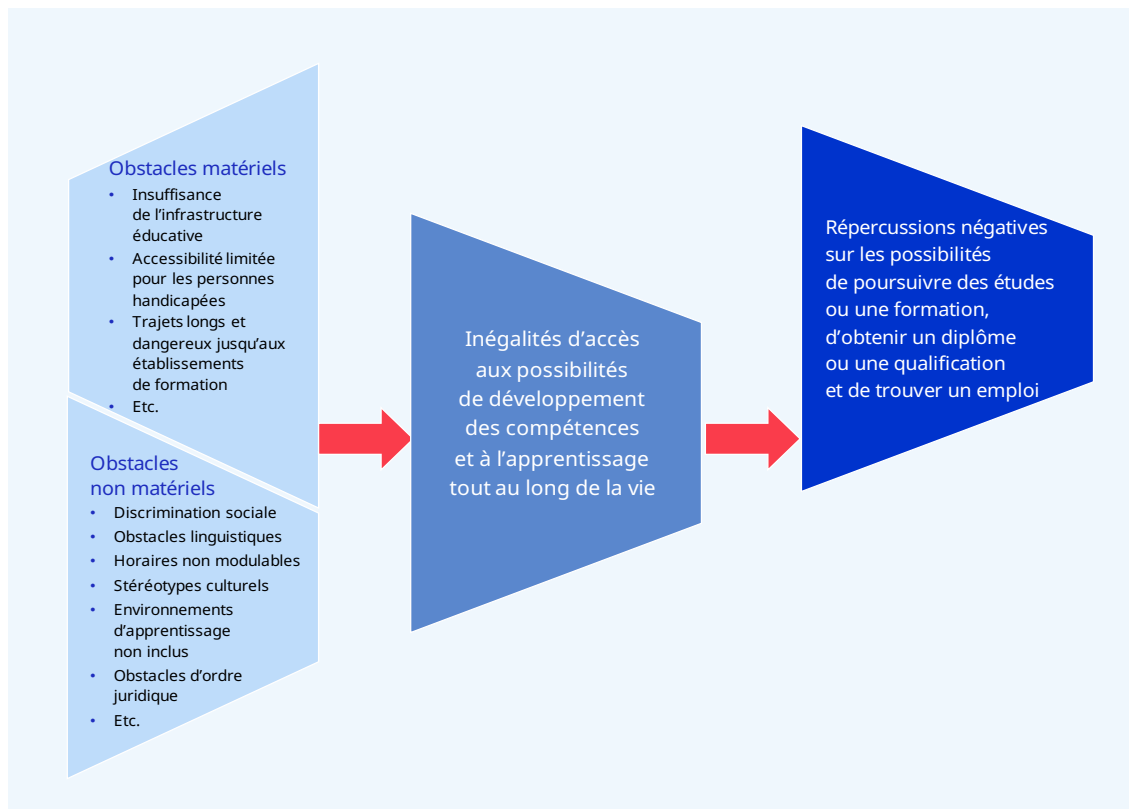 Obstacles matériels
• Insuffisance
de l’infrastructure
éducative
• Accessibilité limitée
pour les personnes
handicapées
• Trajets longs et
dangereux jusqu’aux
établissements
de formation
• Etc.
Obstacles
non matériels
• Discrimination sociale
• Obstacles linguistiques
• Horaires non modulables
• Stéréotypes culturels
• Environnements
d’apprentissage
non inclus
• Obstacles d’ordre
juridique
• Etc.
Inégalités d’accès
aux possibilités
de développement
des compétences
et à l’apprentissage
tout au long de la vie
Répercussions négatives
sur les possibilités
de poursuivre des études
ou une formation,
d’obtenir un diplôme
ou une qualification
et de trouver un emploi